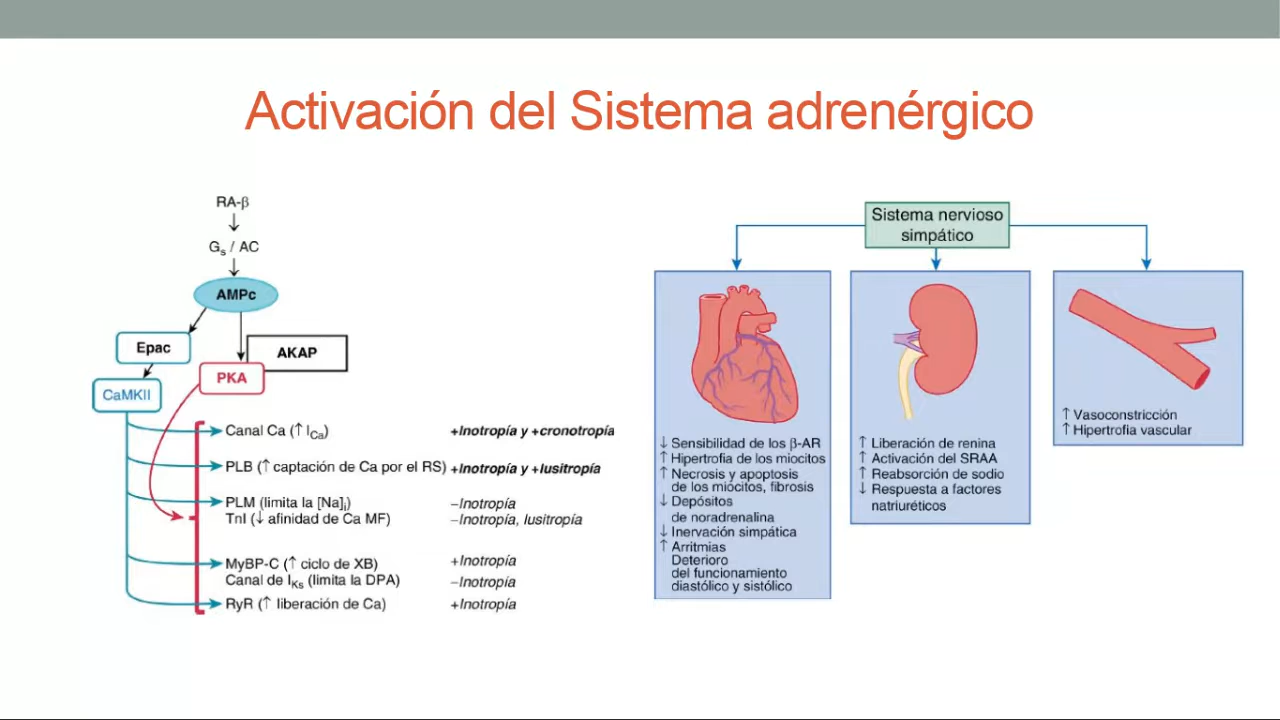 Activación del Sistema adrenérgico
RA-β
Gs / AC
AMPc
Epac
AKAP
PKA
CaMKII
Canal Ca (↑ ICa) +Inotropía y +cronotropía
PLB (↑ captación de Ca por el RS) +Inotropía y +lusitropía
PLM (limita la [Na]i) –Inotropía
TnI (↓ afinidad de Ca MF) –Inotropía, lusitropía
MyBP-C (↑ ciclo de XB) +Inotropía
Canal de IKs (limita la DPA) –Inotropía
RyR (↑ liberación de Ca) +Inotropía
Sistema nervioso
simpático
↓ Sensibilidad de los β-AR
↑ Hipertrofia de los miocitos
↑ Necrosis y apoptosis
de los miocitos, fibrosis
↓ Depósitos
de noradrenalina
↓ Inervación simpática
↑ Arritmias
Deterioro
del funcionamiento
diastólico y sistólico
↑ Liberación de renina
↑ Activación del SRAA
↑ Reabsorción de sodio
↓ Respuesta a factores
natriuréticos
↑ Vasoconstricción
↑ Hipertrofia vascular